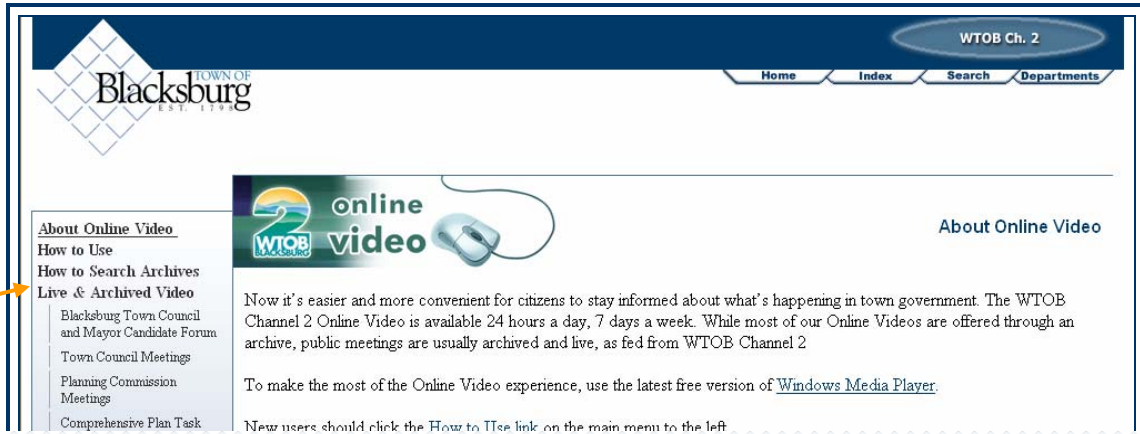 WTOB Ch. 2
Home Index Search Departments
TOWN OF
Blacksburg
EST. 1798
2 online
WTOB video
BLACKSBURG
About Online Video
About Online Video
How to Use
How to Search Archives
Live & Archived Video
Blacksburg Town Council
and Mayor Candidate Forum
Town Council Meetings
Planning Commission
Meetings
Comprehensive Plan Task
Now it's easier and more convenient for citizens to stay informed about what's happening in town government. The WTOB
Channel 2 Online Video is available 24 hours a day, 7 days a week. While most of our Online Videos are offered through an
archive, public meetings are usually archived and live, as fed from WTOB Channel 2
To make the most of the Online Video experience, use the latest free version of Windows Media Player.
New users should click the How to Use link on the main menu to the left